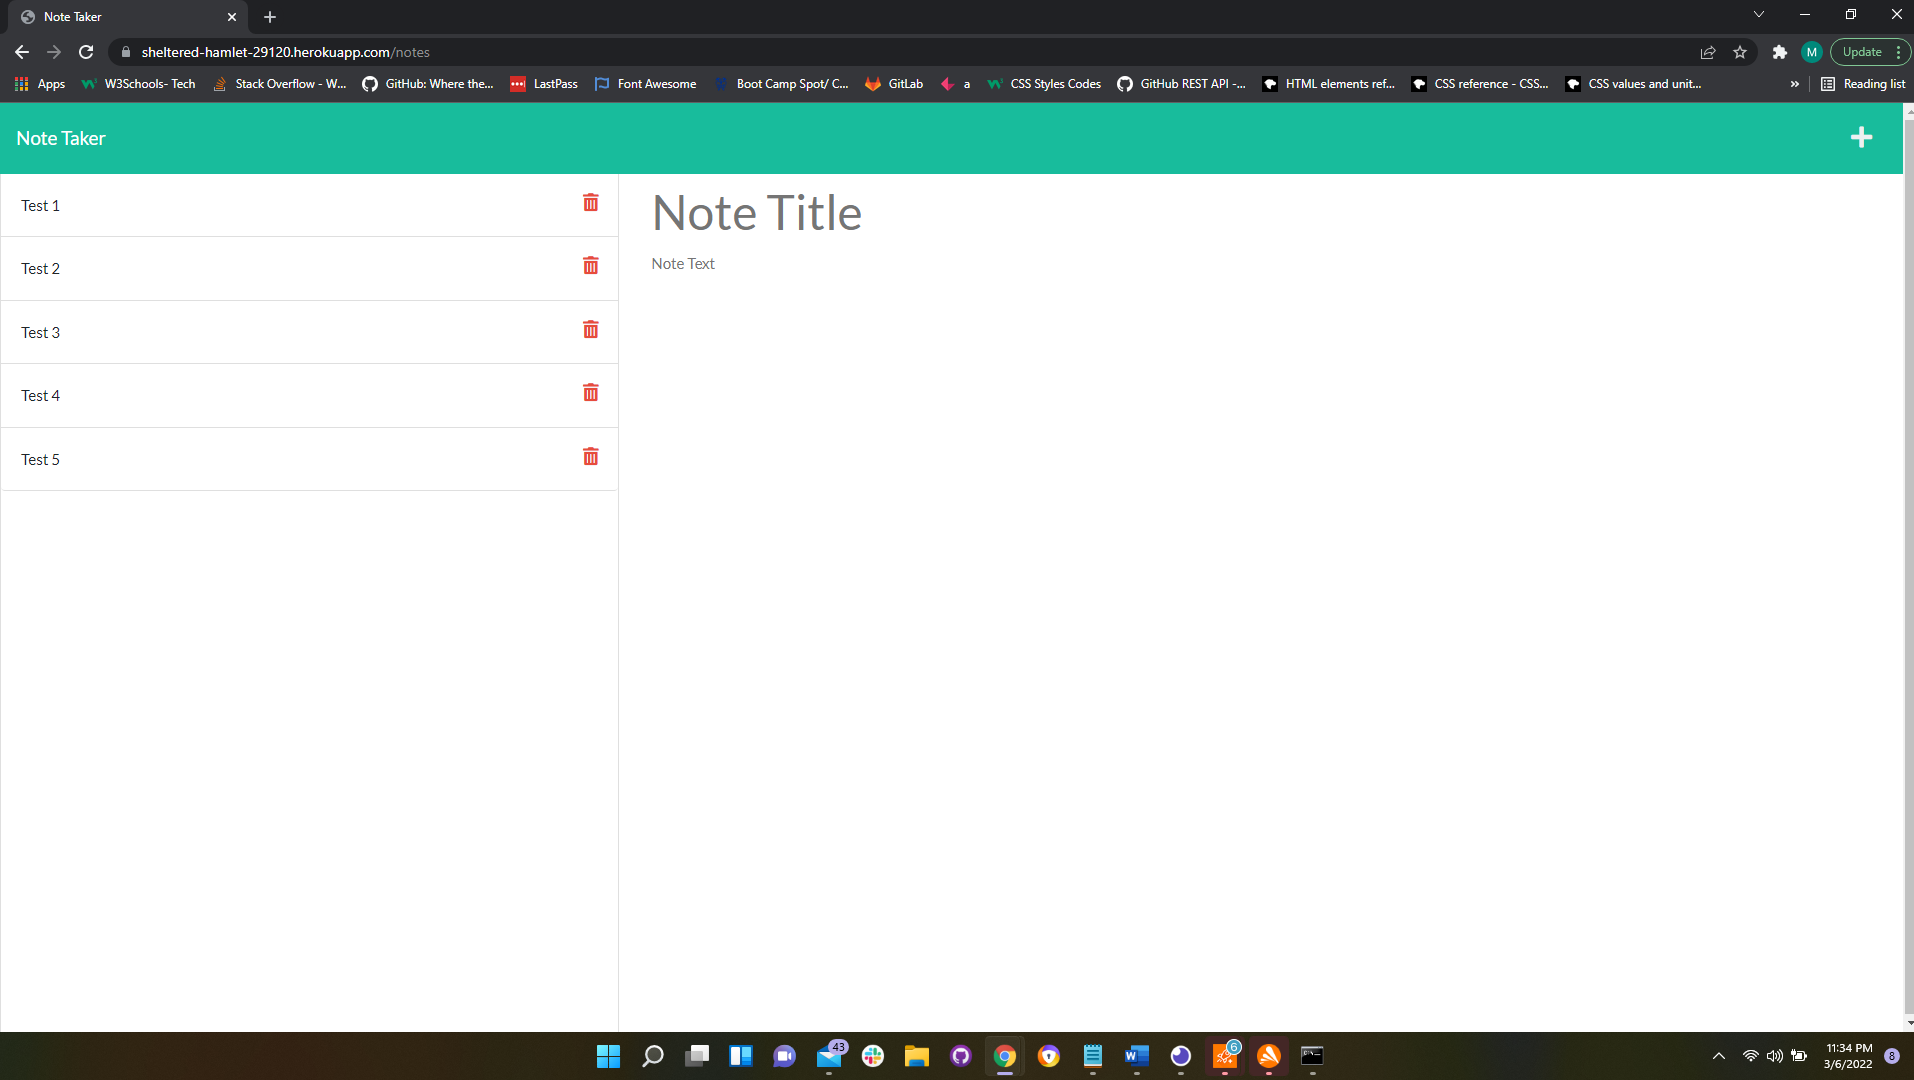 Note Taker
sheltered-hamlet-29120.herokuapp.com/notes
M
Update
Apps
W3Schools- Tech
Stack Overflow - W...
GitHub: Where the...
LastPass
Font Awesome
Boot Camp Spot/ C...
GitLab
a
CSS Styles Codes
GitHub REST API -...
HTML elements ref...
CSS reference - CSS...
CSS values and unit...
»
Reading list
Note Taker
Test 1
Test 2
Test 3
Test 4
Test 5
Note Title
Note Text
43
W
6
11:34 PM
3/6/2022
8